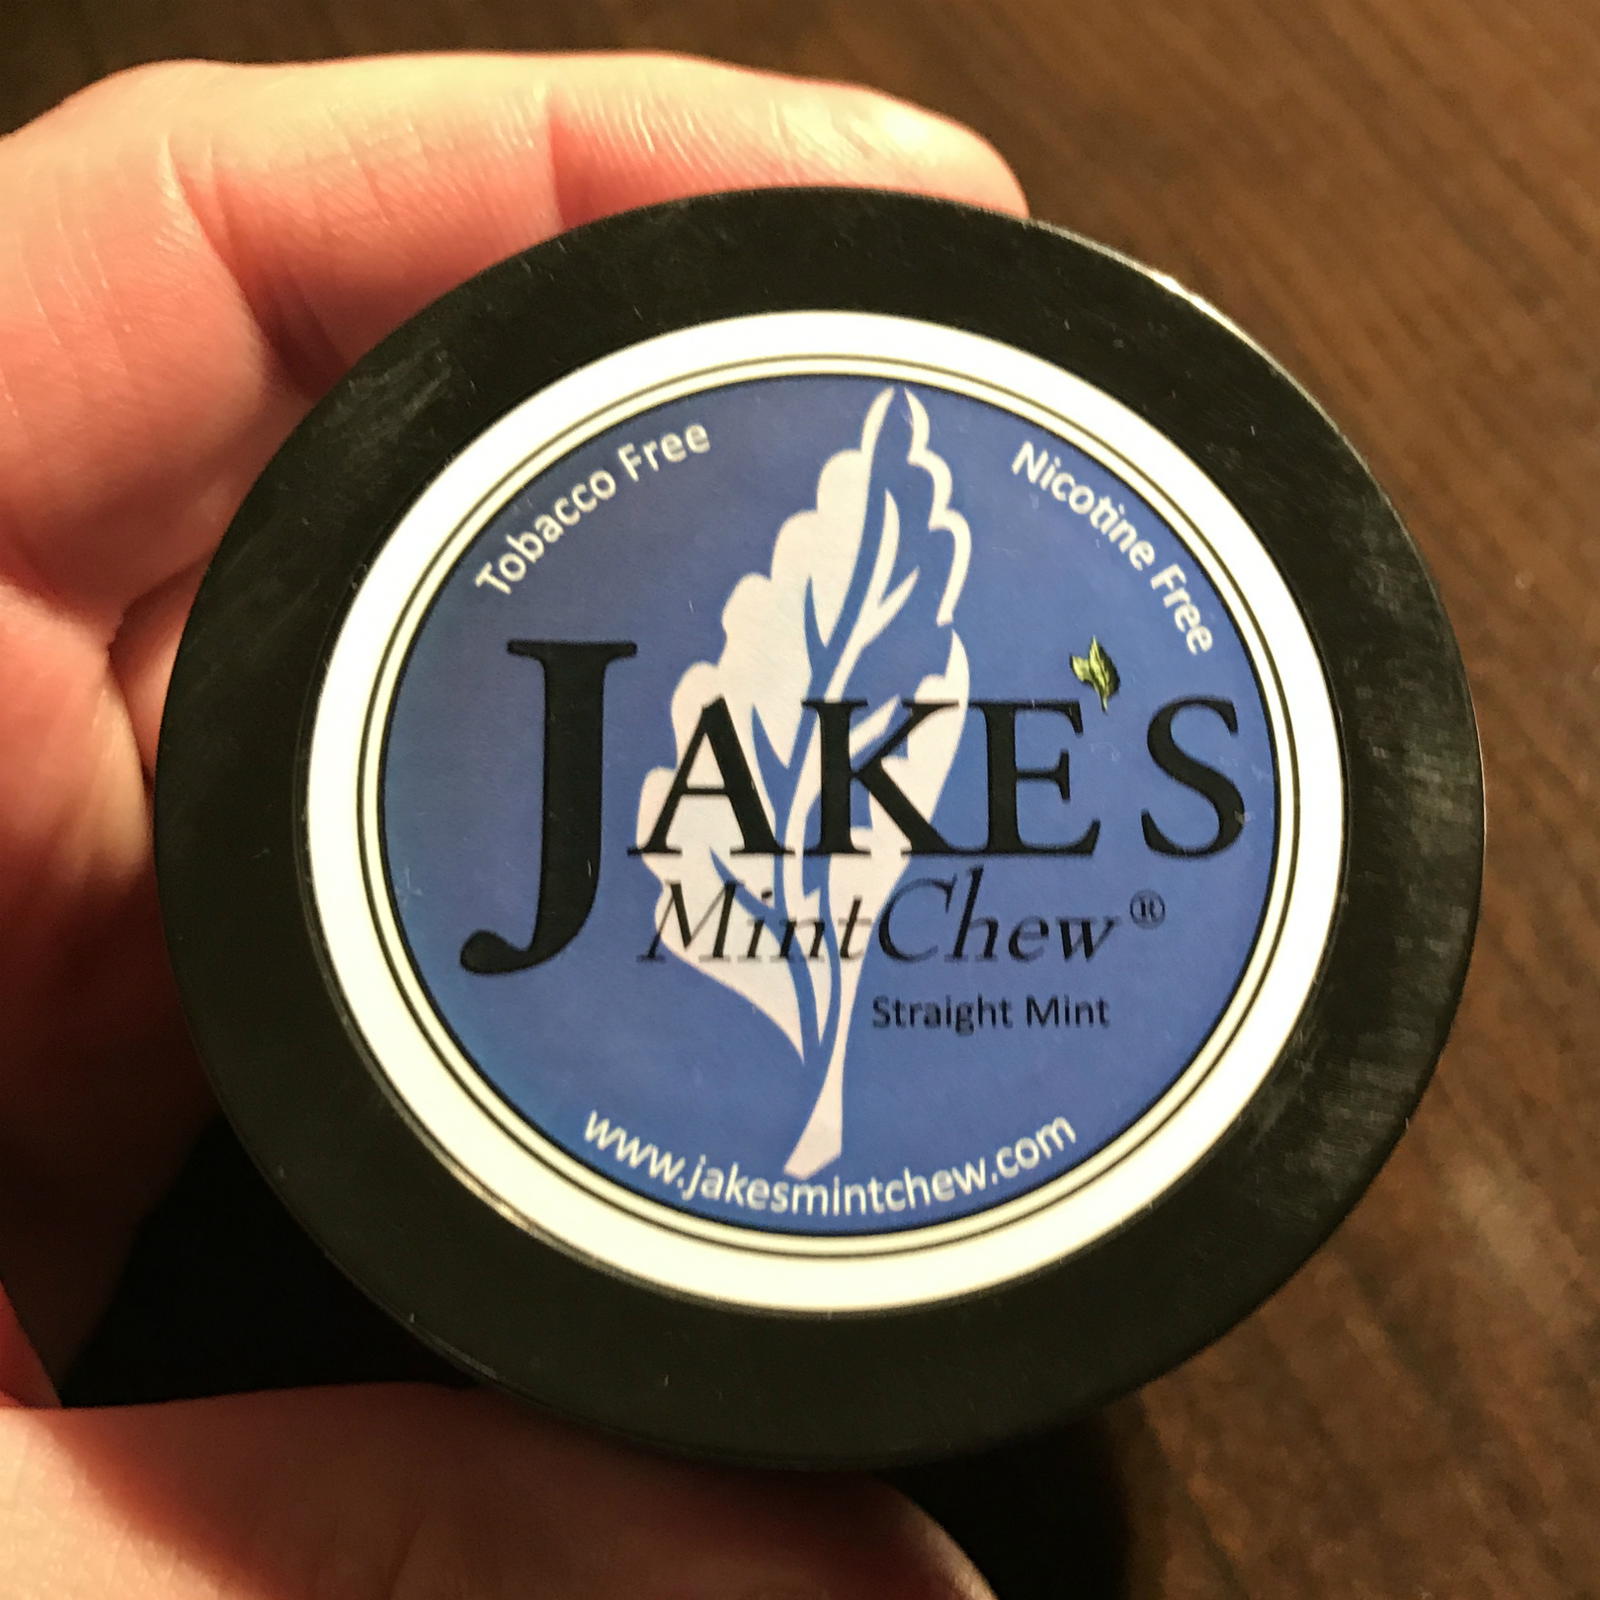 Tobacco Free
Nicotine Free
JAKE'S
MintChew®
Straight Mint
www.jakesmintchew.com